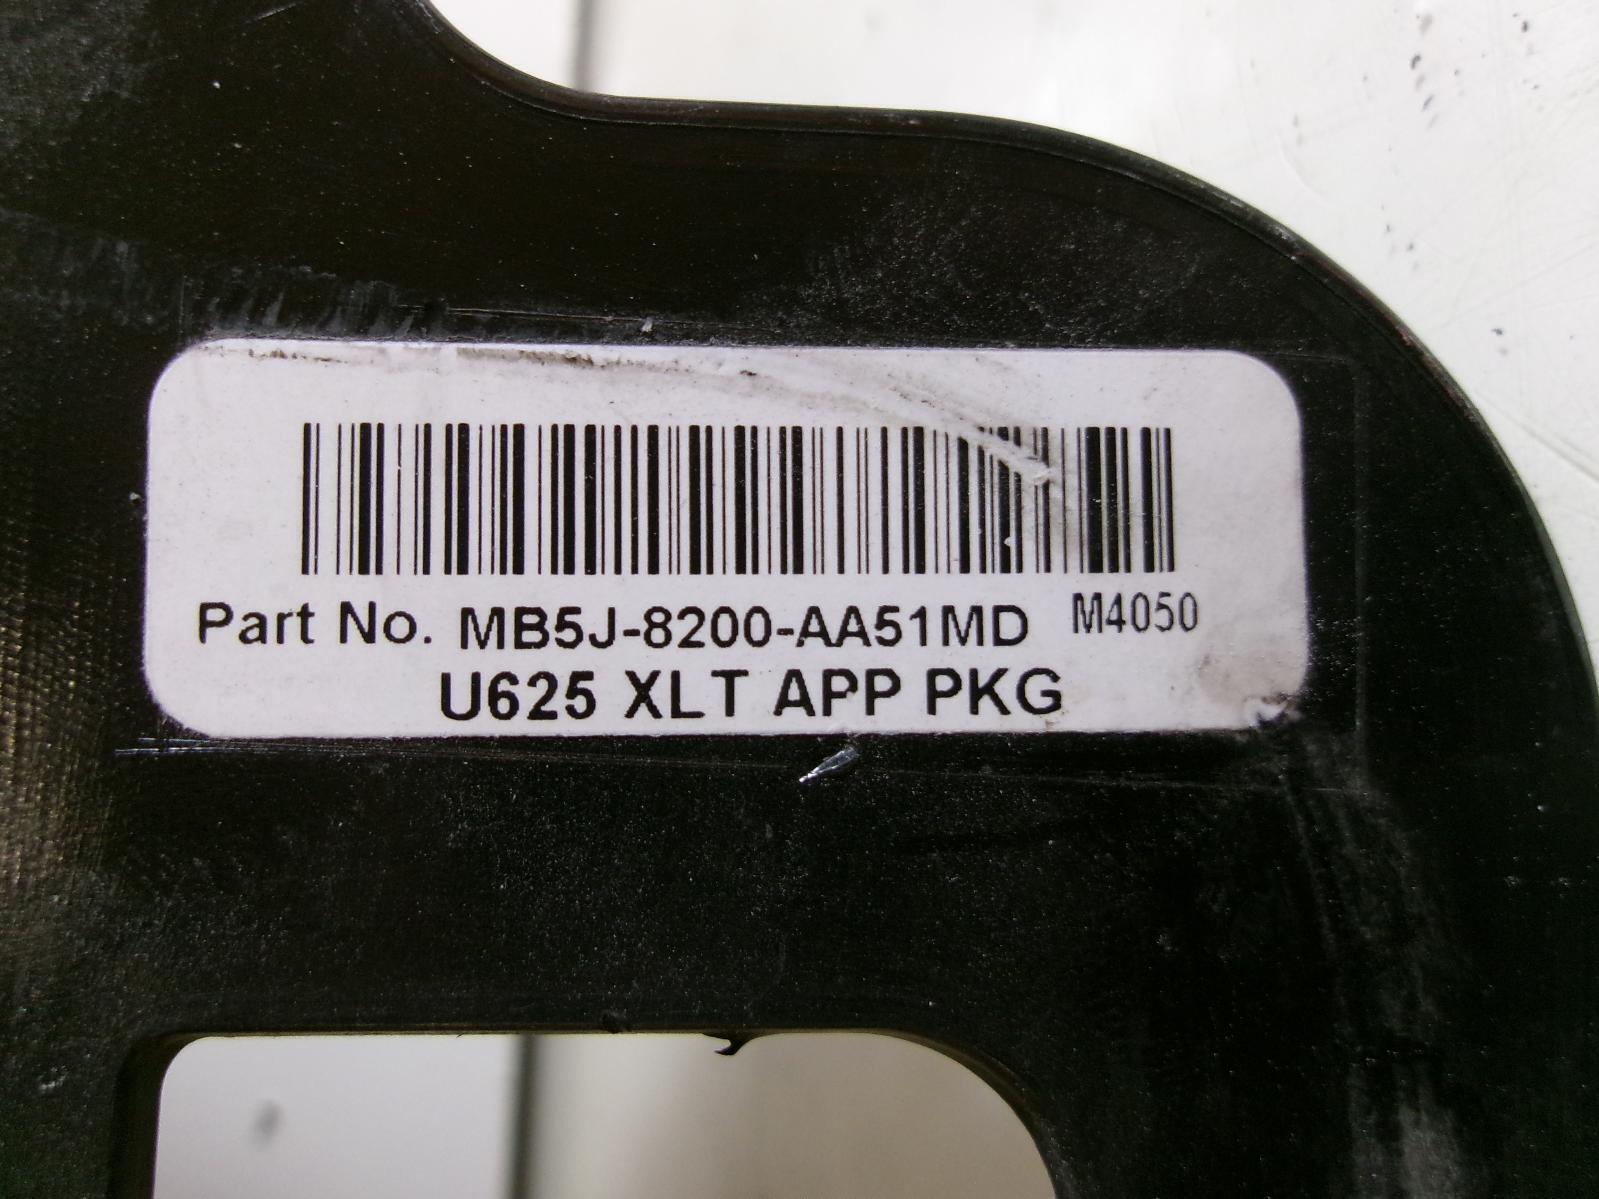 Part No. MB5J-8200-AA51MD M4050
U625 XLT APP PKG